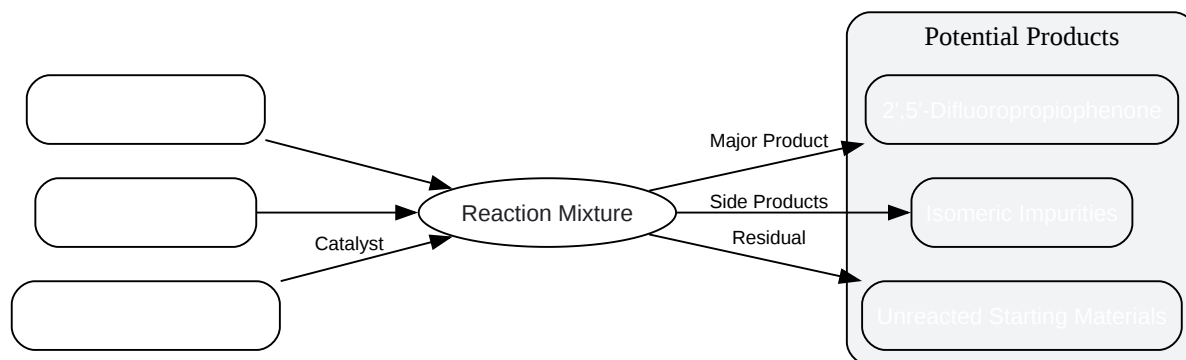 Potential Products
2',5'-Difluoropropiophenone
Major Product
Reaction Mixture
Side Products
Isomeric Impurities
Catalyst
Residual
Unreacted Starting Materials